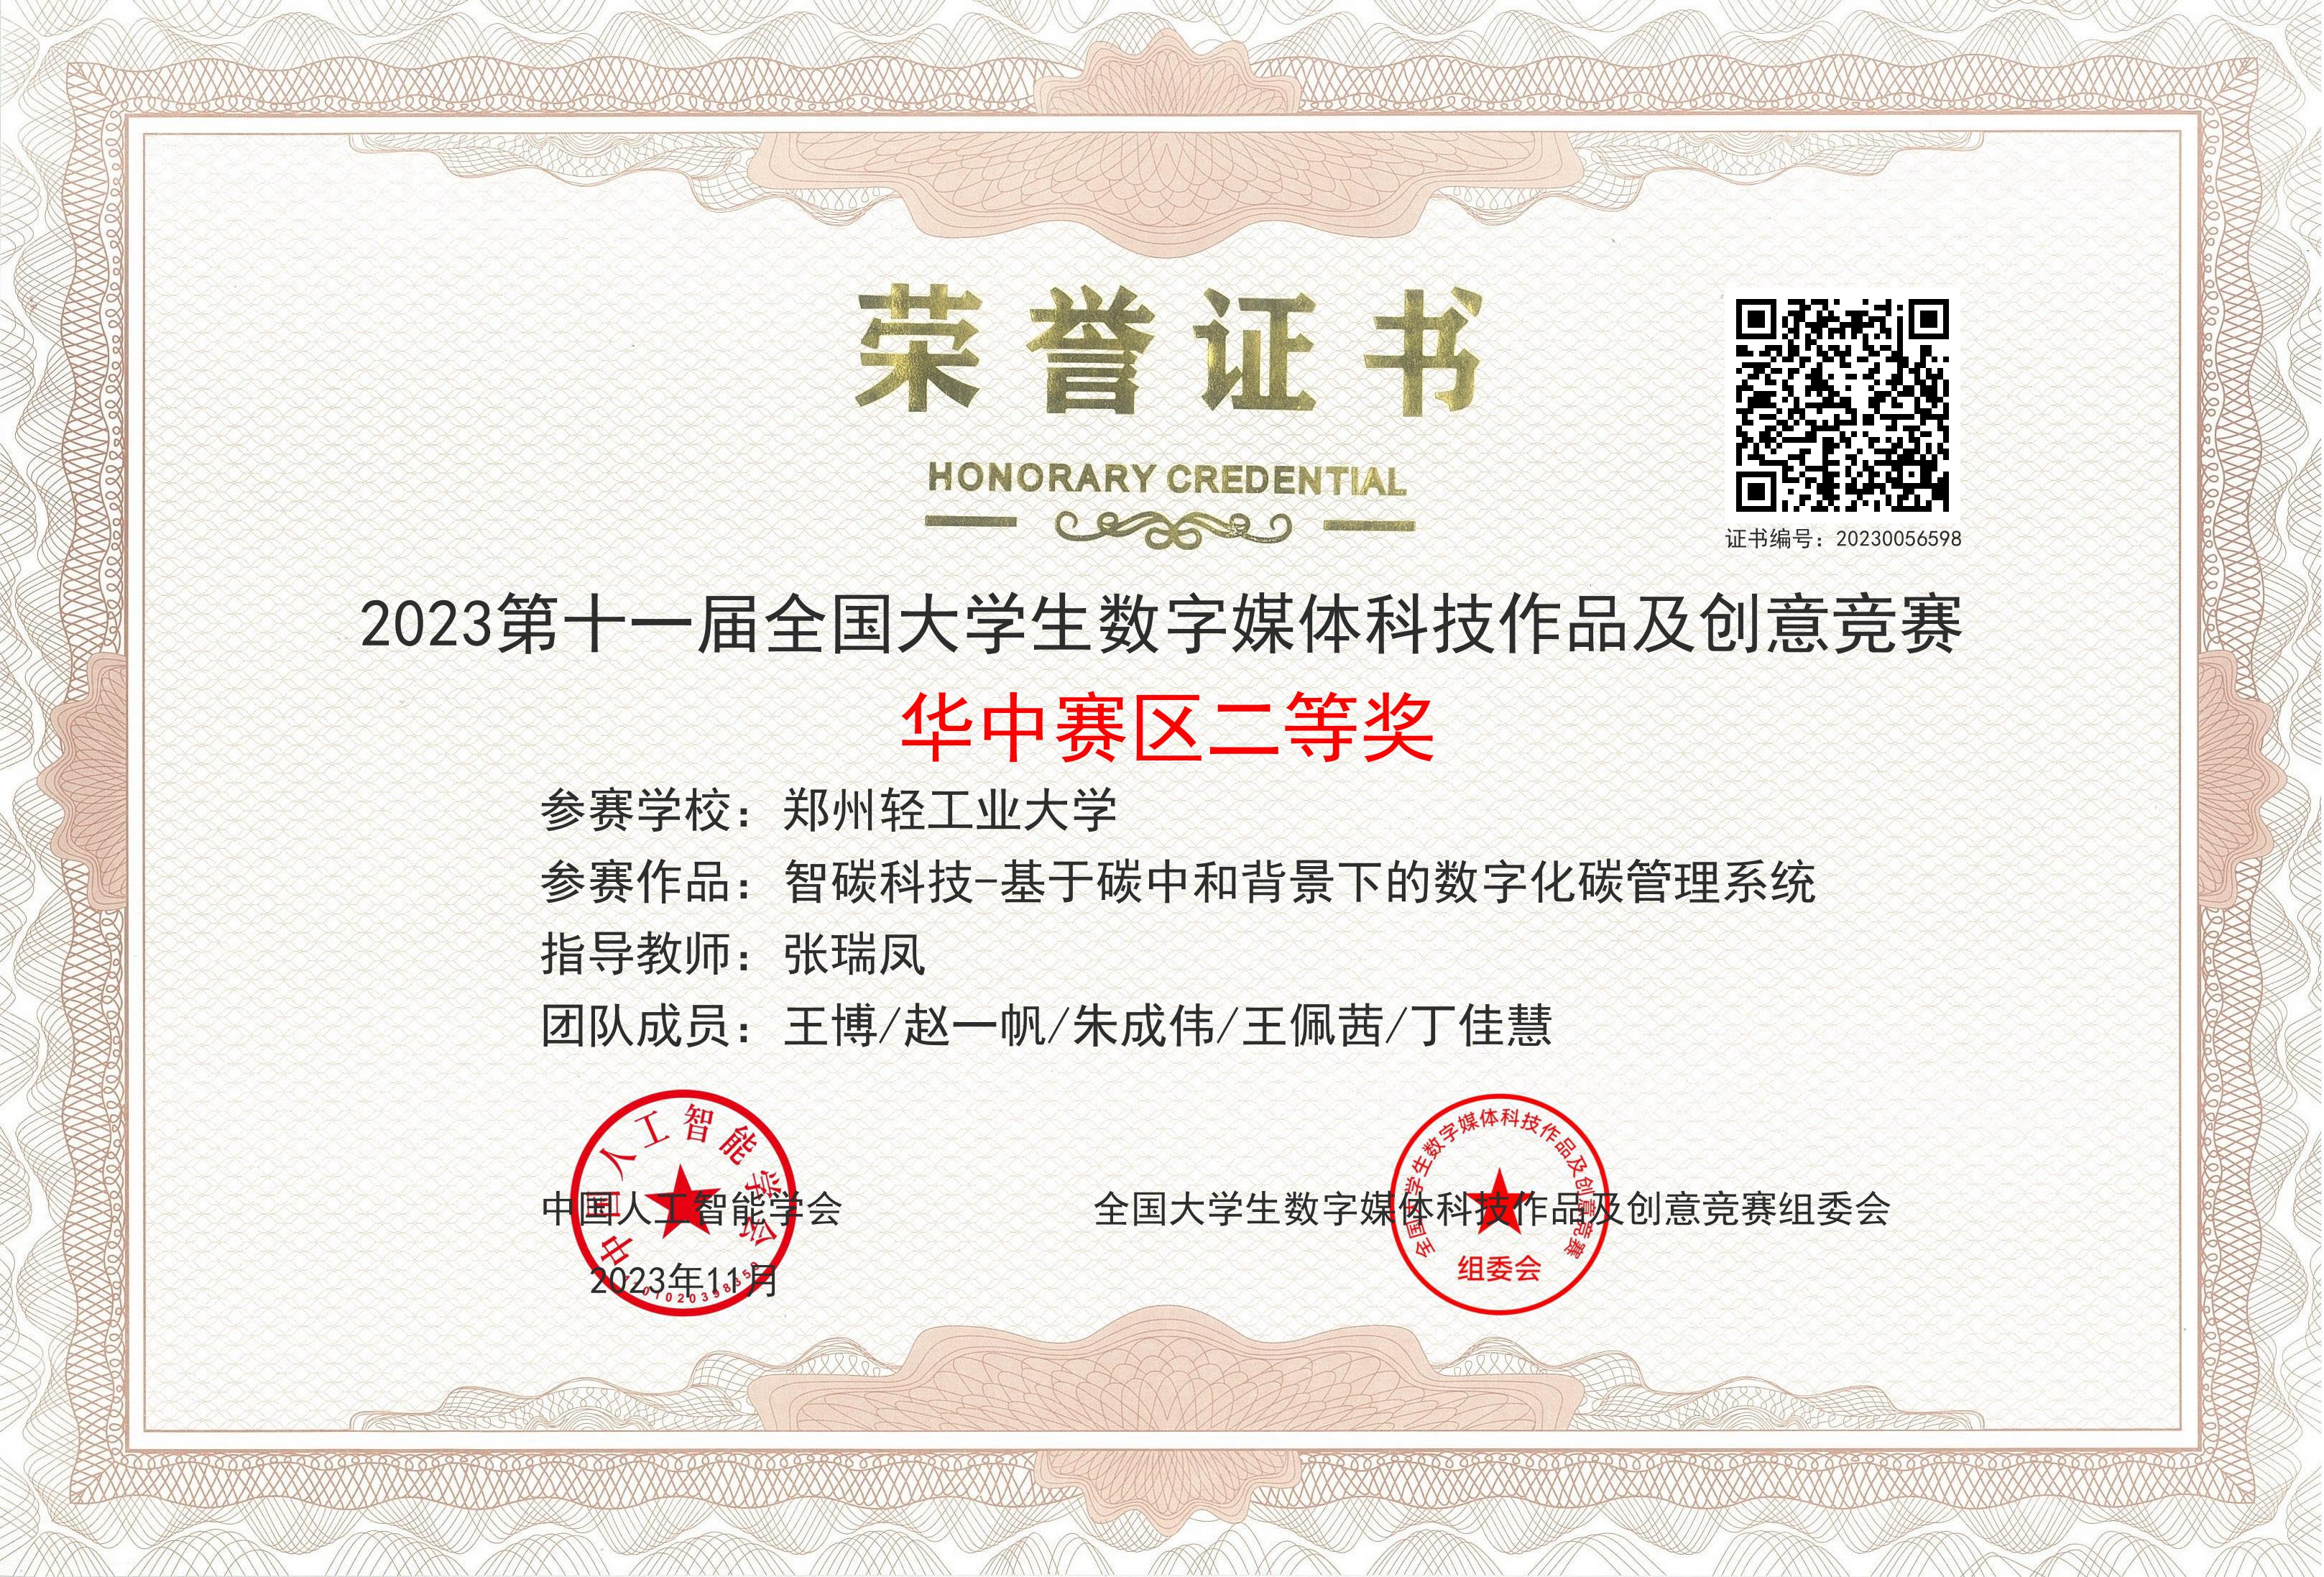 荣誉证书
HONORARY CREDENTIAL
证书编号：20230056598
2023第十一届全国大学生数字媒体科技作品及创意竞赛
华中赛区二等奖
参赛学校：郑州轻工业大学
参赛作品：智碳科技-基于碳中和背景下的数字化碳管理系统
指导教师：张瑞凤
团队成员：王博/赵一帆/朱成伟/王佩茜/丁佳慧
中国人工智能学会
中国人工智能学会
2023年11月
全国大学生数字媒体科技作品及创意竞赛
全国大学生数字媒体科技作品及创意竞赛组委会
组委会